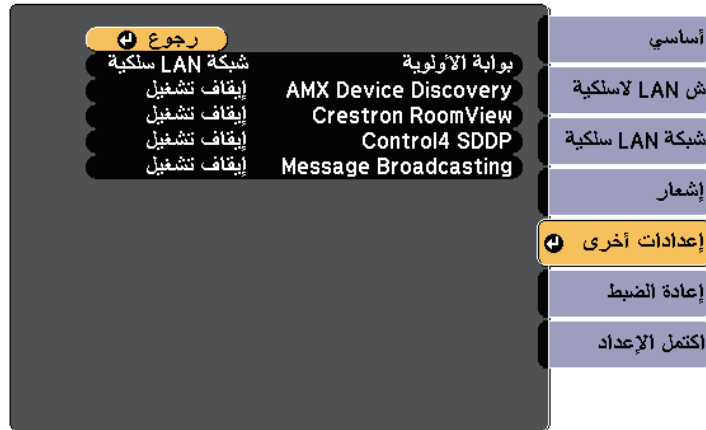 أساسي
ش LAN لاسلكية
شبكة LAN سلكية
إشعار
إعدادات أخرى
إعادة الضبط
اكتمل الإعداد
رجوع
بوابة الأولوية شبكة LAN سلكية
AMX Device Discovery إيقاف تشغيل
Crestron RoomView إيقاف تشغيل
Control4 SDDP إيقاف تشغيل
Message Broadcasting إيقاف تشغيل